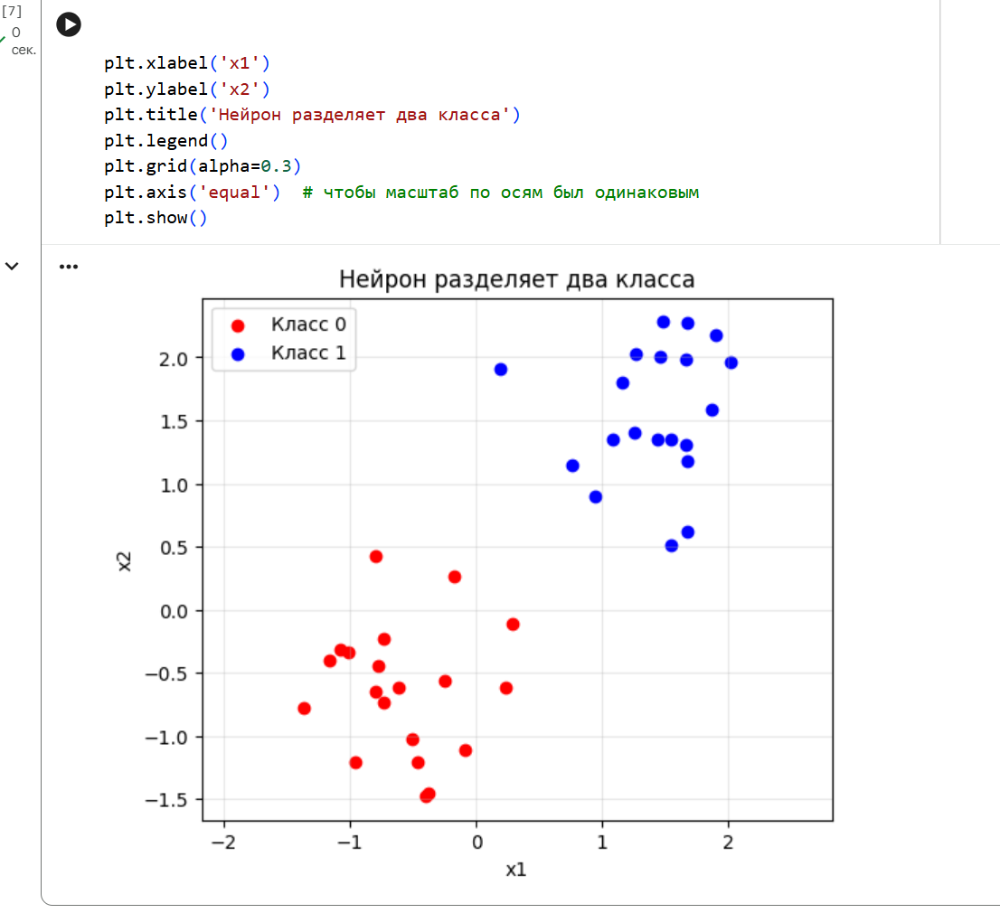 [7]
0
сек.
plt.xlabel('x1')
plt.ylabel('x2')
plt.title('Нейрон разделяет два класса')
plt.legend()
plt.grid(alpha=0.3)
plt.axis('equal')  # чтобы масштаб по осям был одинаковым
plt.show()
Нейрон разделяет два класса
Класс 0
Класс 1
2.0
1.5
1.0
0.5
0.0
−0.5
−1.0
−1.5
x2
−2 −1 0 1 2
x1